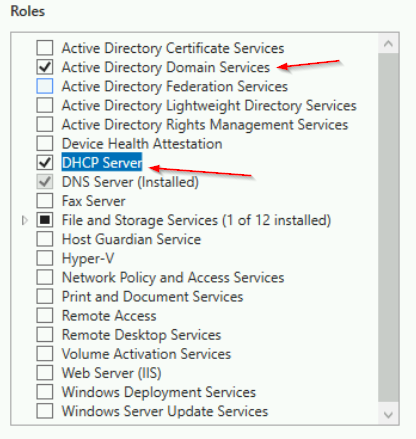 Roles
Active Directory Certificate Services
Active Directory Domain Services
Active Directory Federation Services
Active Directory Lightweight Directory Services
Active Directory Rights Management Services
Device Health Attestation
DHCP Server
DNS Server (Installed)
Fax Server
File and Storage Services (1 of 12 installed)
Host Guardian Service
Hyper-V
Network Policy and Access Services
Print and Document Services
Remote Access
Remote Desktop Services
Volume Activation Services
Web Server (IIS)
Windows Deployment Services
Windows Server Update Services